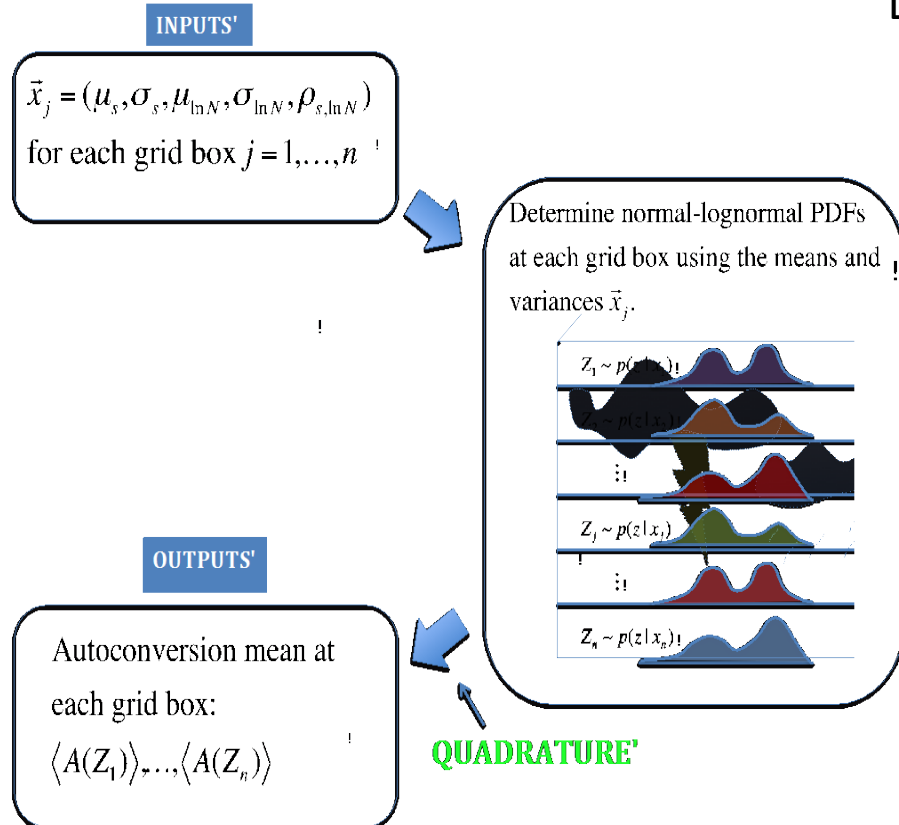 INPUTS'
x⃗_j = (μ_s, σ_s, μ_lnN, σ_lnN, ρ_s,lnN)
for each grid box j = 1,…,n !
Determine normal-lognormal PDFs
at each grid box using the means and !
variances x⃗_j.
!
Z_1 ~ p(z|x_1) !
Z_2 ~ p(z|x_2) !
⋮ !
Z_j ~ p(z|x_j)
!
⋮ !
Z_n ~ p(z|x_n) !
OUTPUTS'
Autoconversion mean at
each grid box:
⟨A(Z_1)⟩,…,⟨A(Z_n)⟩ !
QUADRATURE'